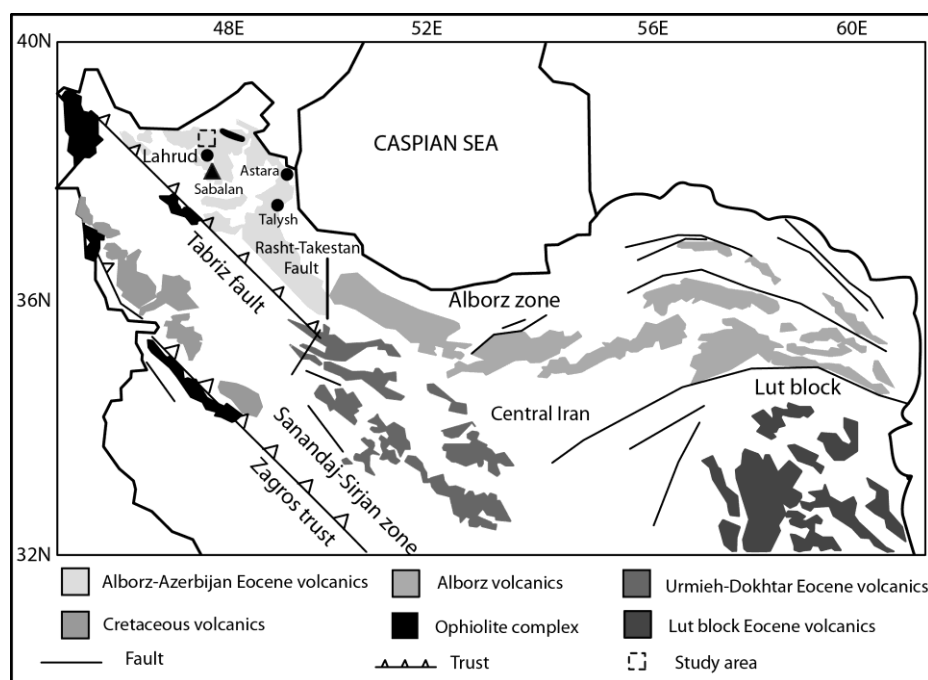 40N
48E
52E
56E
60E
CASPIAN SEA
Lahrud
Astara
Sabalan
Talysh
Rasht-Takestan
Fault
Tabriz fault
36N
Alborz zone
Lut block
Central Iran
Sanandaj-Sirjan zone
Zagros trust
32N
Alborz-Azerbijan Eocene volcanics
Alborz volcanics
Urmieh-Dokhtar Eocene volcanics
Cretaceous volcanics
Ophiolite complex
Lut block Eocene volcanics
Fault
Trust
Study area